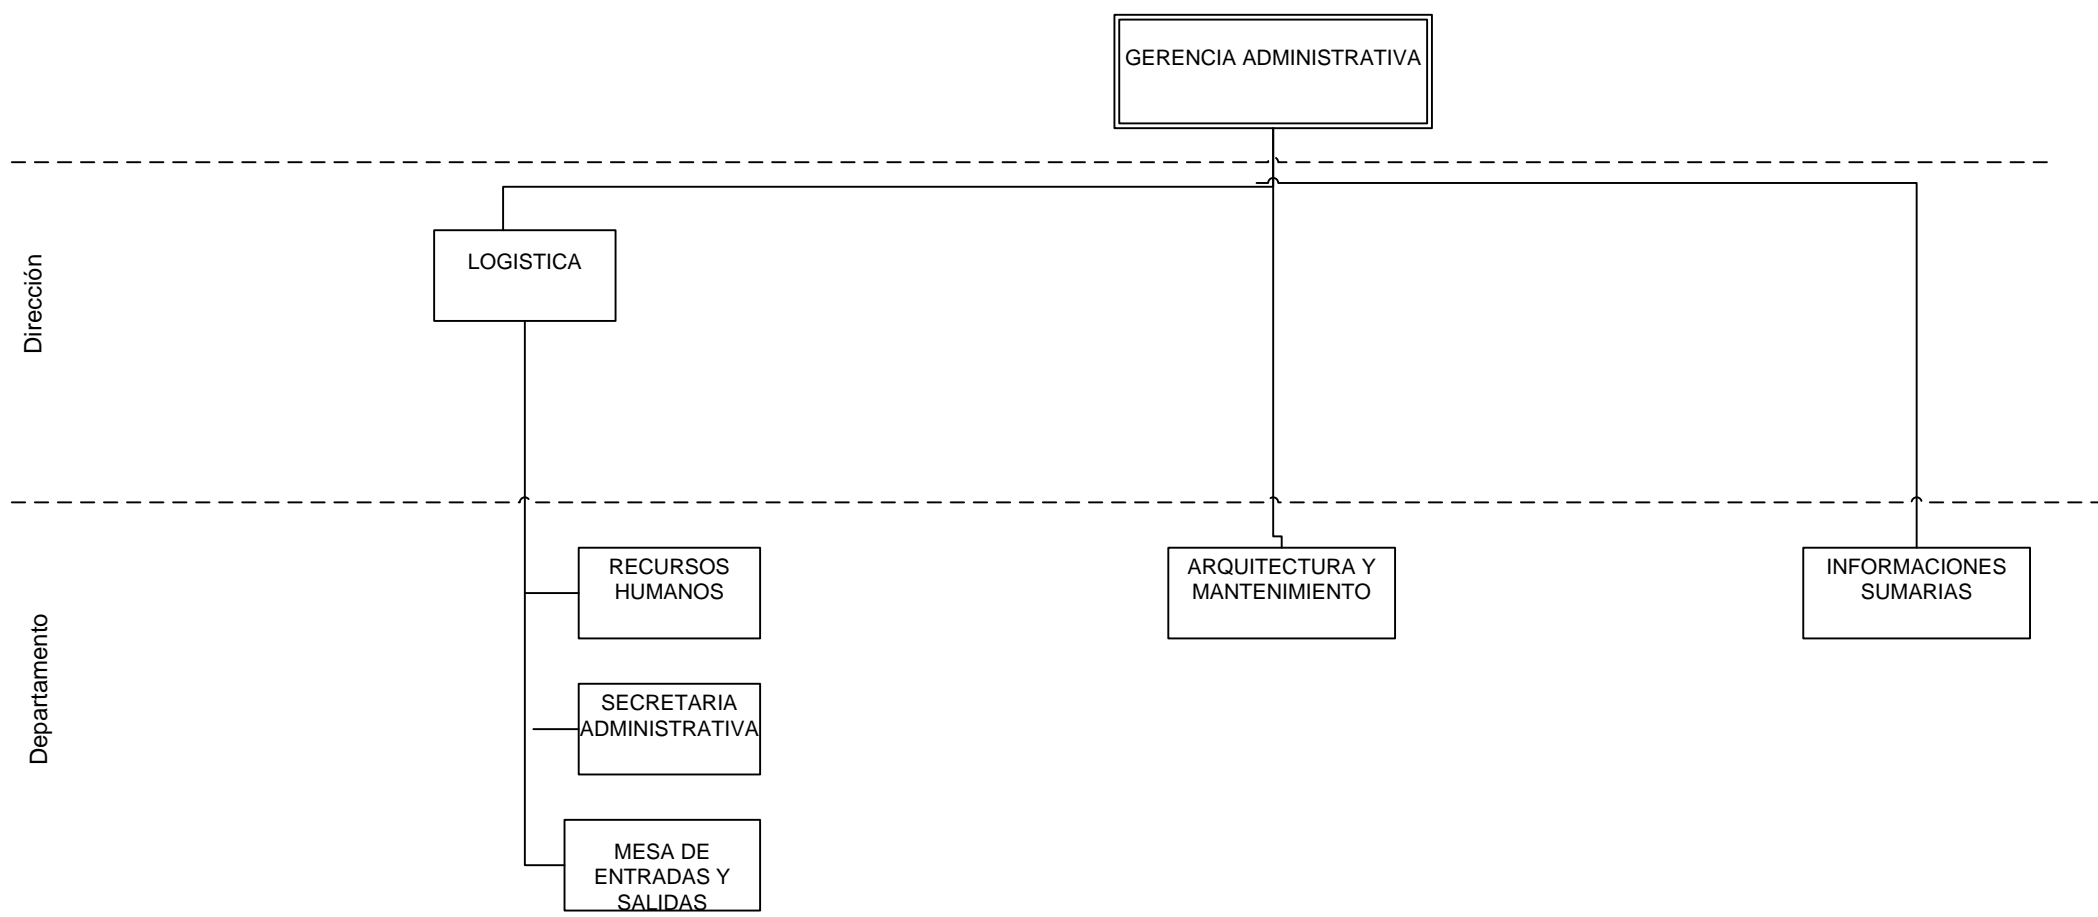 GERENCIA ADMINISTRATIVA
Dirección
LOGISTICA
Departamento
RECURSOS
HUMANOS
ARQUITECTURA Y
MANTENIMIENTO
INFORMACIONES
SUMARIAS
SECRETARIA
ADMINISTRATIVA
MESA DE
ENTRADAS Y
SALIDAS